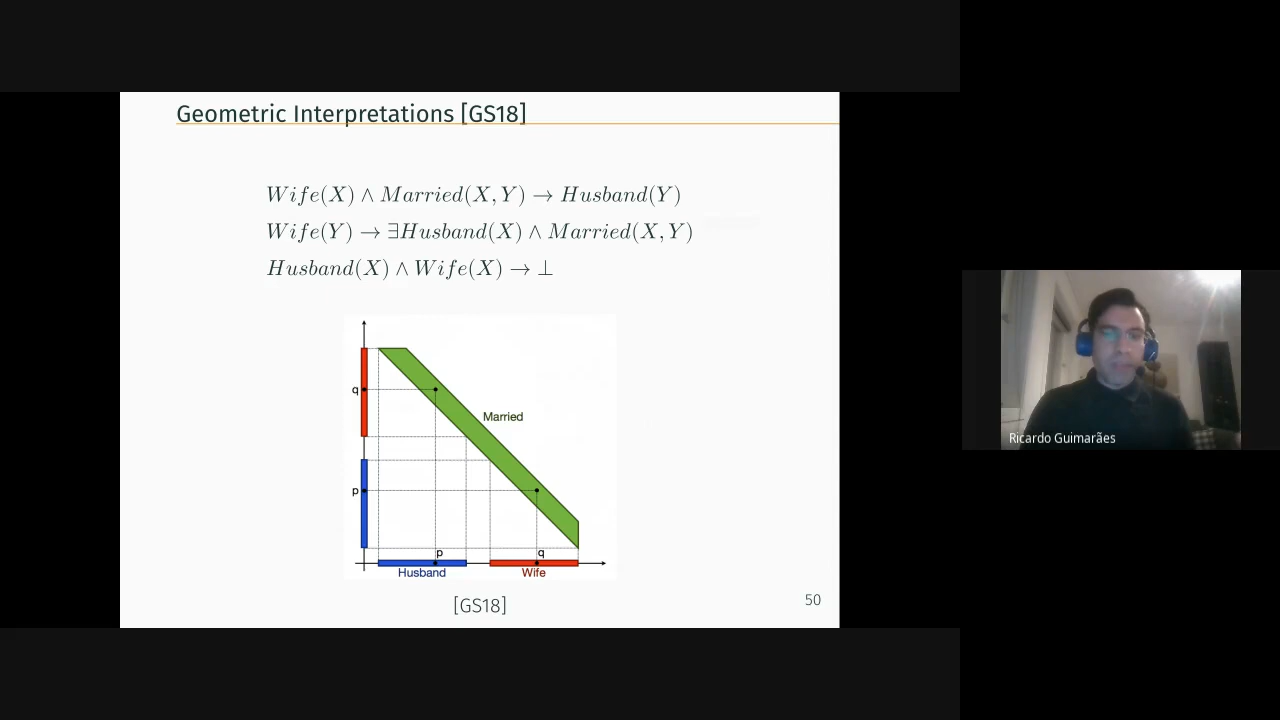 Geometric Interpretations [GS18]
Wife(X) ∧ Married(X, Y) → Husband(Y)
Wife(Y) → ∃Husband(X) ∧ Married(X, Y)
Husband(X) ∧ Wife(X) → ⊥
q
Married
p
p
q
Husband
Wife
[GS18]
50
Ricardo Guimarães